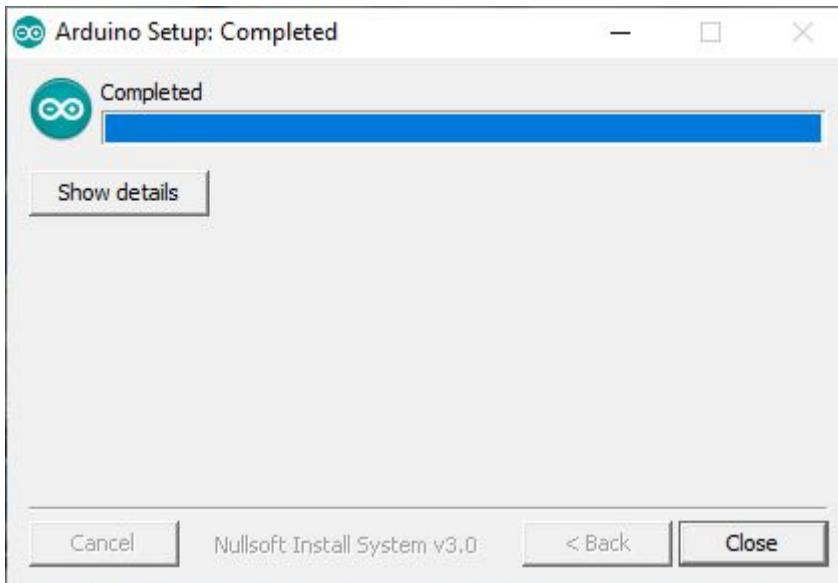 Arduino Setup: Completed
Completed
Show details
Cancel
Nullsoft Install System v3.0
< Back
Close